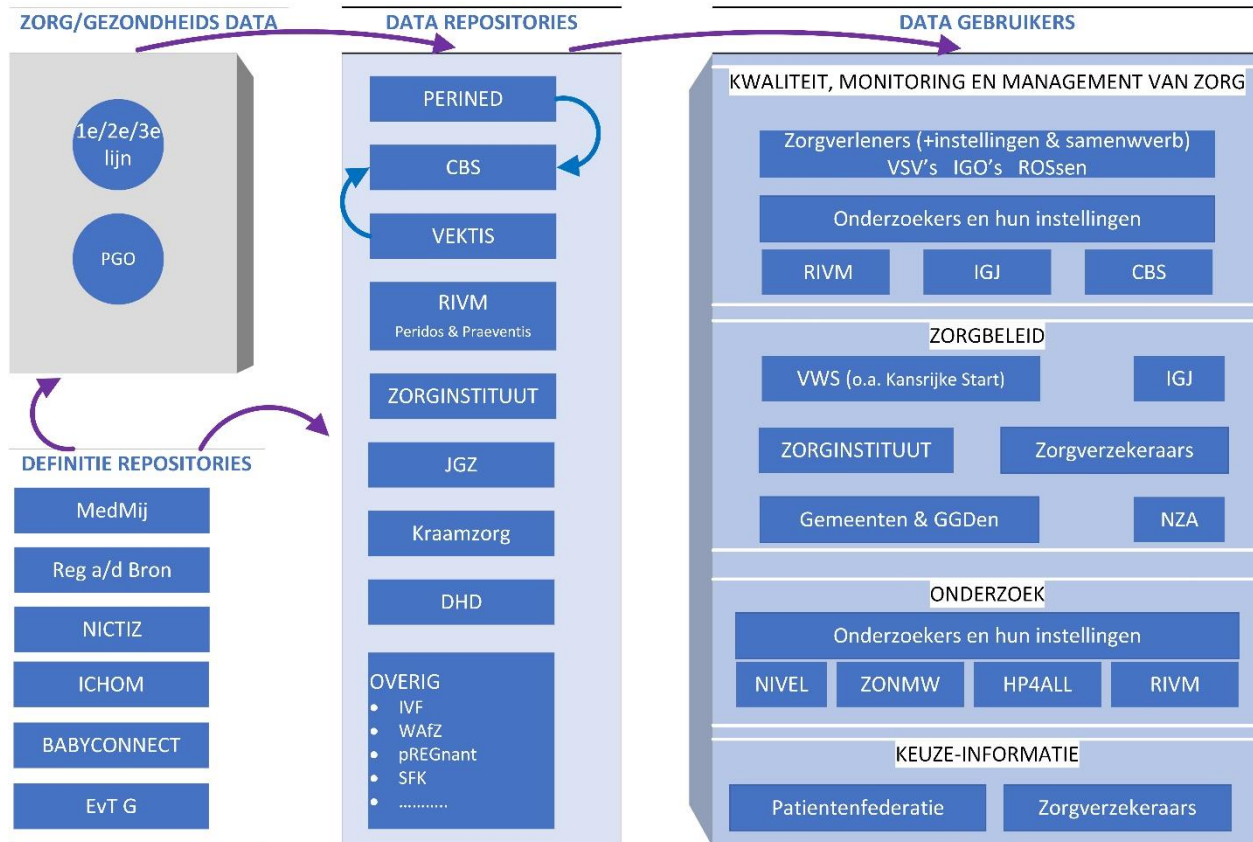 ZORG/GEZONDHEIDS DATA
1e/2e/3e
lijn
PGO
DEFINITIE REPOSITORIES
MedMij
Reg a/d Bron
NICTIZ
ICHOM
BABYCONNECT
EvT G
DATA REPOSITORIES
PERINED
CBS
VEKTIS
RIVM
Peridos & Praeventis
ZORGINSTITUUT
JGZ
Kraamzorg
DHD
OVERIG
• IVF
• WAfZ
• pREGnant
• SFK
• ...........
DATA GEBRUIKERS
KWALITEIT, MONITORING EN MANAGEMENT VAN ZORG
Zorgverleners (+instellingen & samenwverb)
VSV's IGO's ROSsen
Onderzoekers en hun instellingen
RIVM IGJ CBS
ZORGBELEID
VWS (o.a. Kansrijke Start) IGJ
ZORGINSTITUUT Zorgverzekeraars
Gemeenten & GGDen NZA
ONDERZOEK
Onderzoekers en hun instellingen
NIVEL ZONMW HP4ALL RIVM
KEUZE-INFORMATIE
Patientenfederatie Zorgverzekeraars